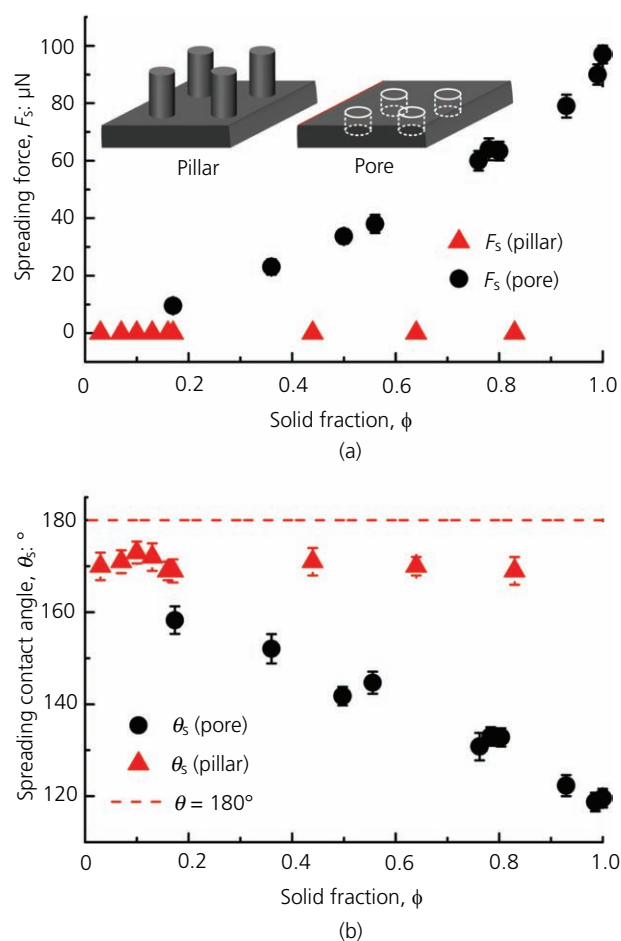 100
80
60
40
20
0
Spreading force, Fs: μN
Pillar
Pore
Fs (pillar)
Fs (pore)
0 0.2 0.4 0.6 0.8 1.0
Solid fraction, ϕ
(a)
180
160
140
120
Spreading contact angle, θs: °
θs (pore)
θs (pillar)
θ = 180°
0 0.2 0.4 0.6 0.8 1.0
Solid fraction, ϕ
(b)